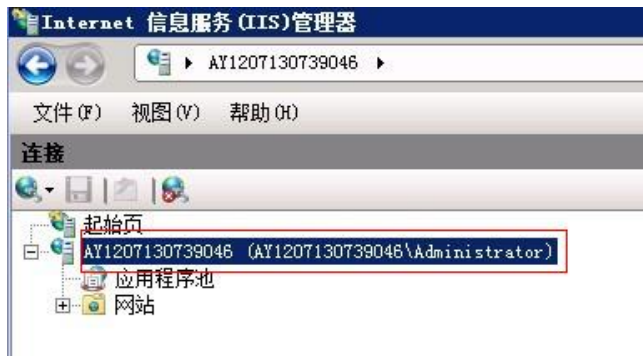 Internet 信息服务(IIS)管理器
AY1207130739046
文件(F) 视图(V) 帮助(H)
连接
起始页
AY1207130739046 (AY1207130739046\Administrator)
应用程序池
网站